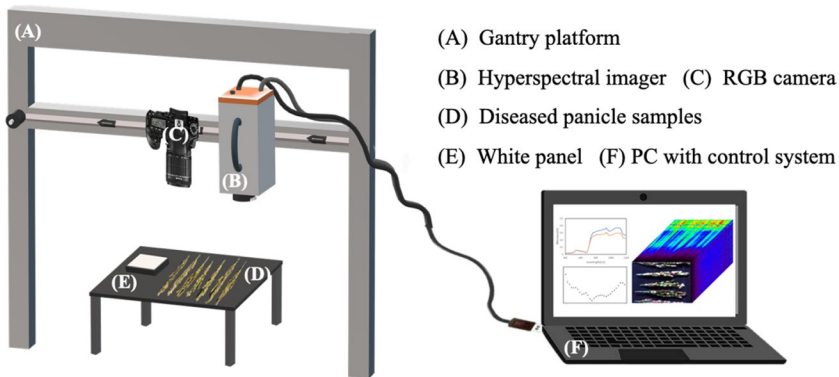 (A)
(A) Gantry platform
(B) Hyperspectral imager (C) RGB camera
(D) Diseased panicle samples
(E) White panel (F) PC with control system
(C)
(B)
(E)
(D)
(F)